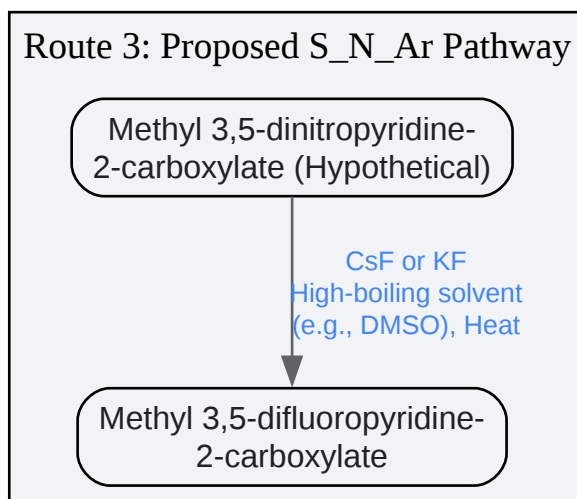 Route 3: Proposed S_N_Ar Pathway
Methyl 3,5-dinitropyridine-
2-carboxylate (Hypothetical)
CsF or KF
High-boiling solvent
(e.g., DMSO), Heat
Methyl 3,5-difluoropyridine-
2-carboxylate